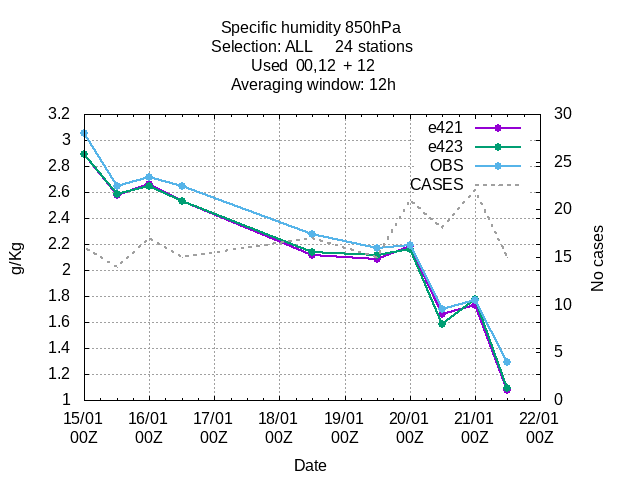 Specific humidity 850hPa
Selection: ALL 24 stations
Used 00,12 + 12
Averaging window: 12h
e421
e423
OBS
CASES
3.2
3
2.8
2.6
2.4
2.2
2
1.8
1.6
1.4
1.2
1
30
25
20
15
10
5
0
g/Kg
No cases
15/01 16/01 17/01 18/01 19/01 20/01 21/01 22/01
00Z 00Z 00Z 00Z 00Z 00Z 00Z 00Z
Date